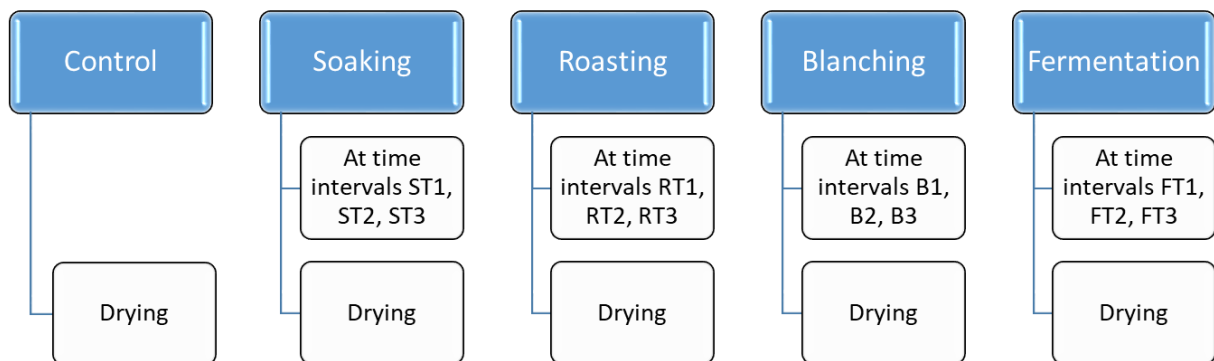 Control
Soaking
Roasting
Blanching
Fermentation
At time
intervals ST1,
ST2, ST3
At time
intervals RT1,
RT2, RT3
At time
intervals B1,
B2, B3
At time
intervals FT1,
FT2, FT3
Drying
Drying
Drying
Drying
Drying